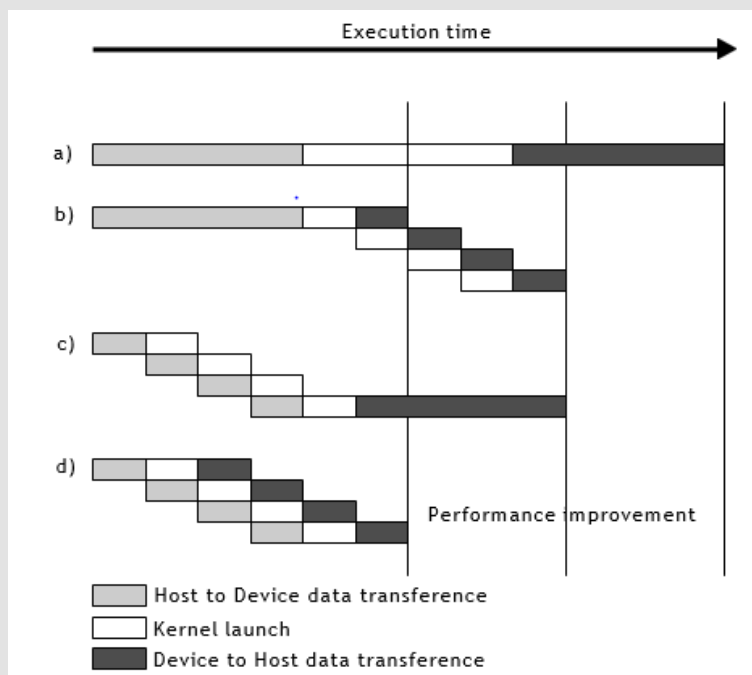 Execution time
a)
b)
c)
d)
Performance improvement
Host to Device data transference
Kernel launch
Device to Host data transference